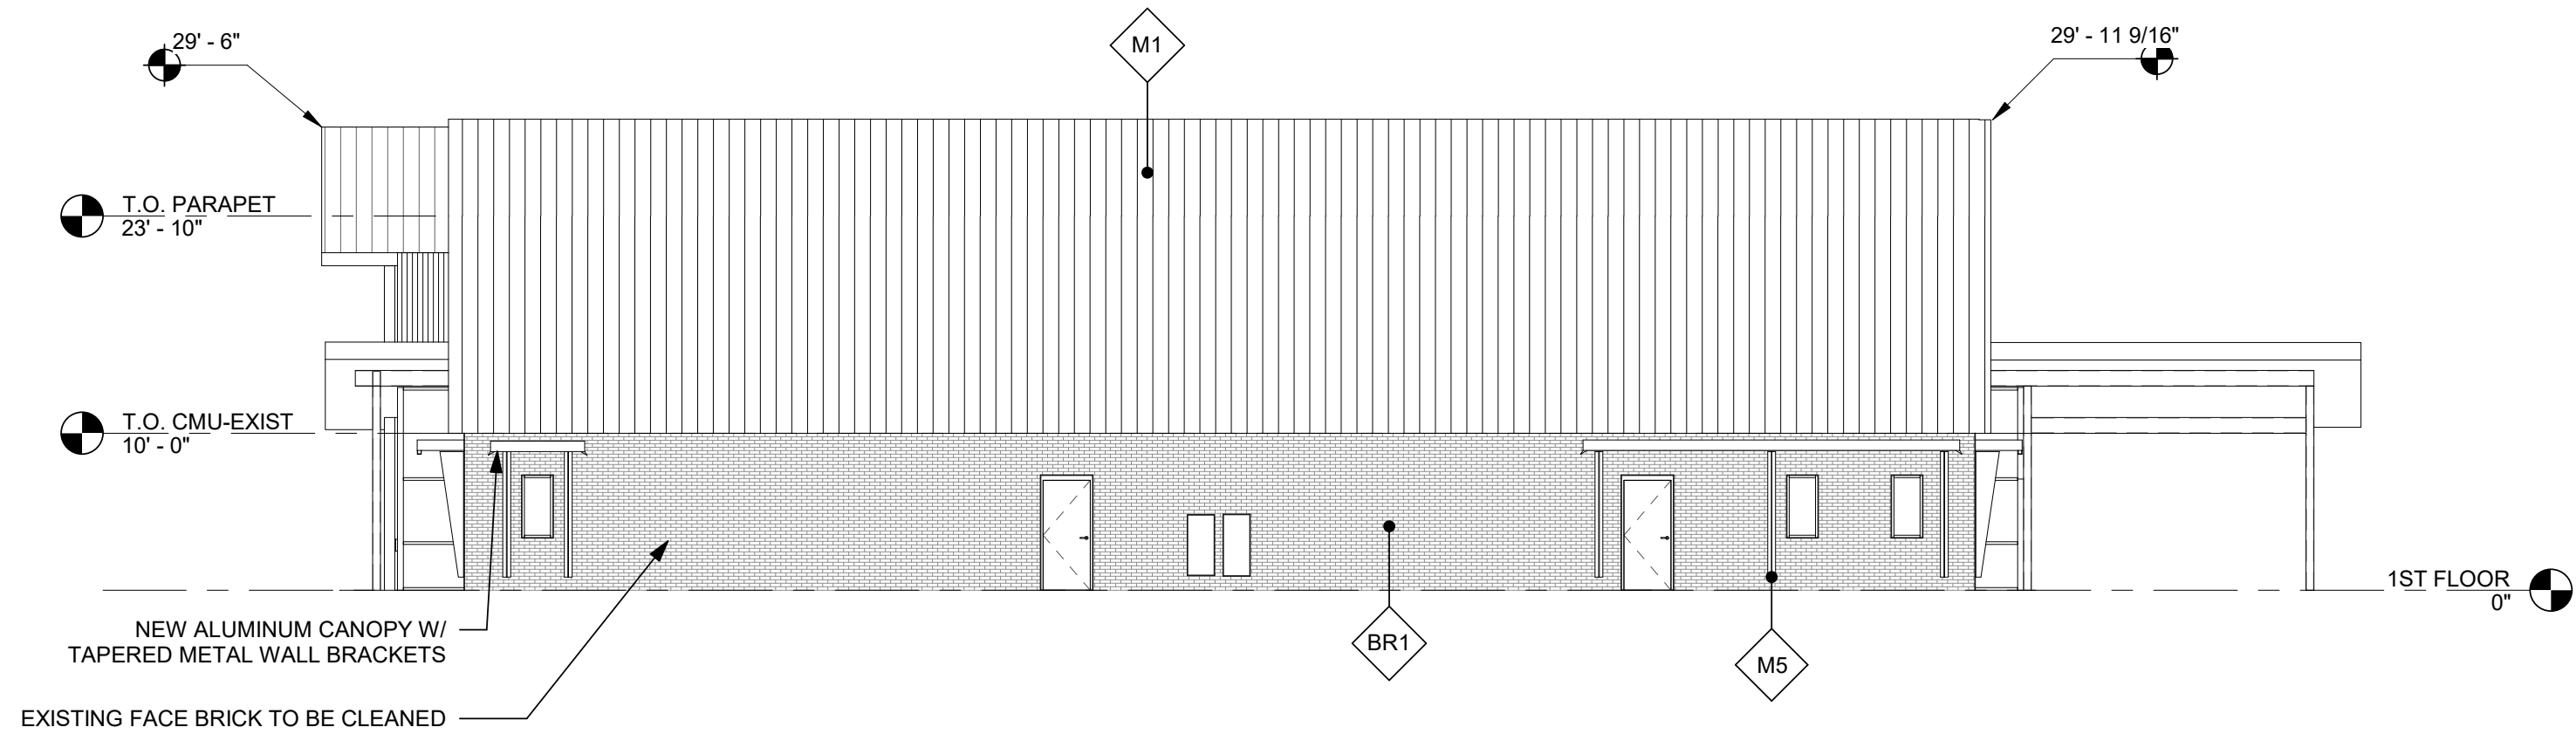 29' - 6"
M1
29' - 11 9/16"
T.O. PARAPET
23' - 10"
T.O. CMU-EXIST
10' - 0"
1ST FLOOR
0"
NEW ALUMINUM CANOPY W/
TAPERED METAL WALL BRACKETS
BR1
M5
EXISTING FACE BRICK TO BE CLEANED